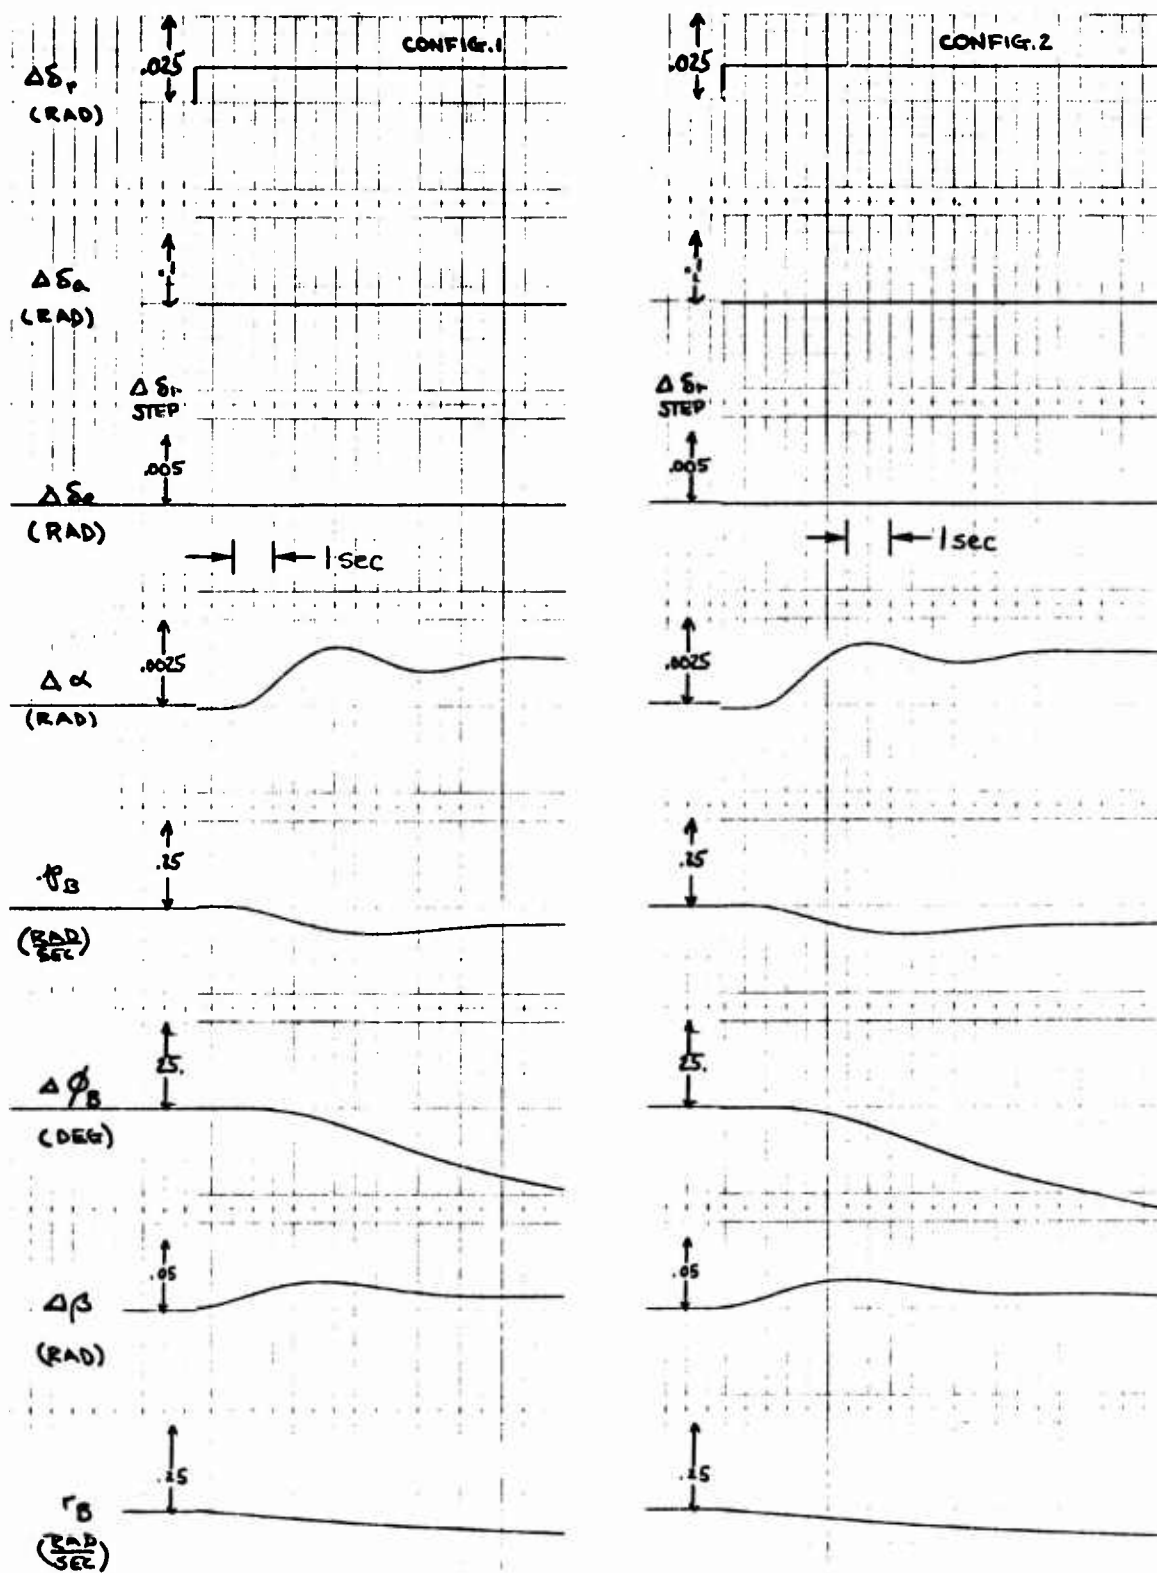 CONFIG.1
.025
Δδr
(RAD)
.1
Δδa
(RAD)
Δδr
STEP
.005
Δδe
(RAD)
1 sec
.0025
Δα
(RAD)
.25
pB
(RAD/SEC)
25.
ΔϕB
(DEG)
.05
Δβ
(RAD)
.25
rB
(RAD/SEC)
CONFIG.2
.025
.1
Δδr
STEP
.005
1 sec
.0025
.25
25.
.05
.25